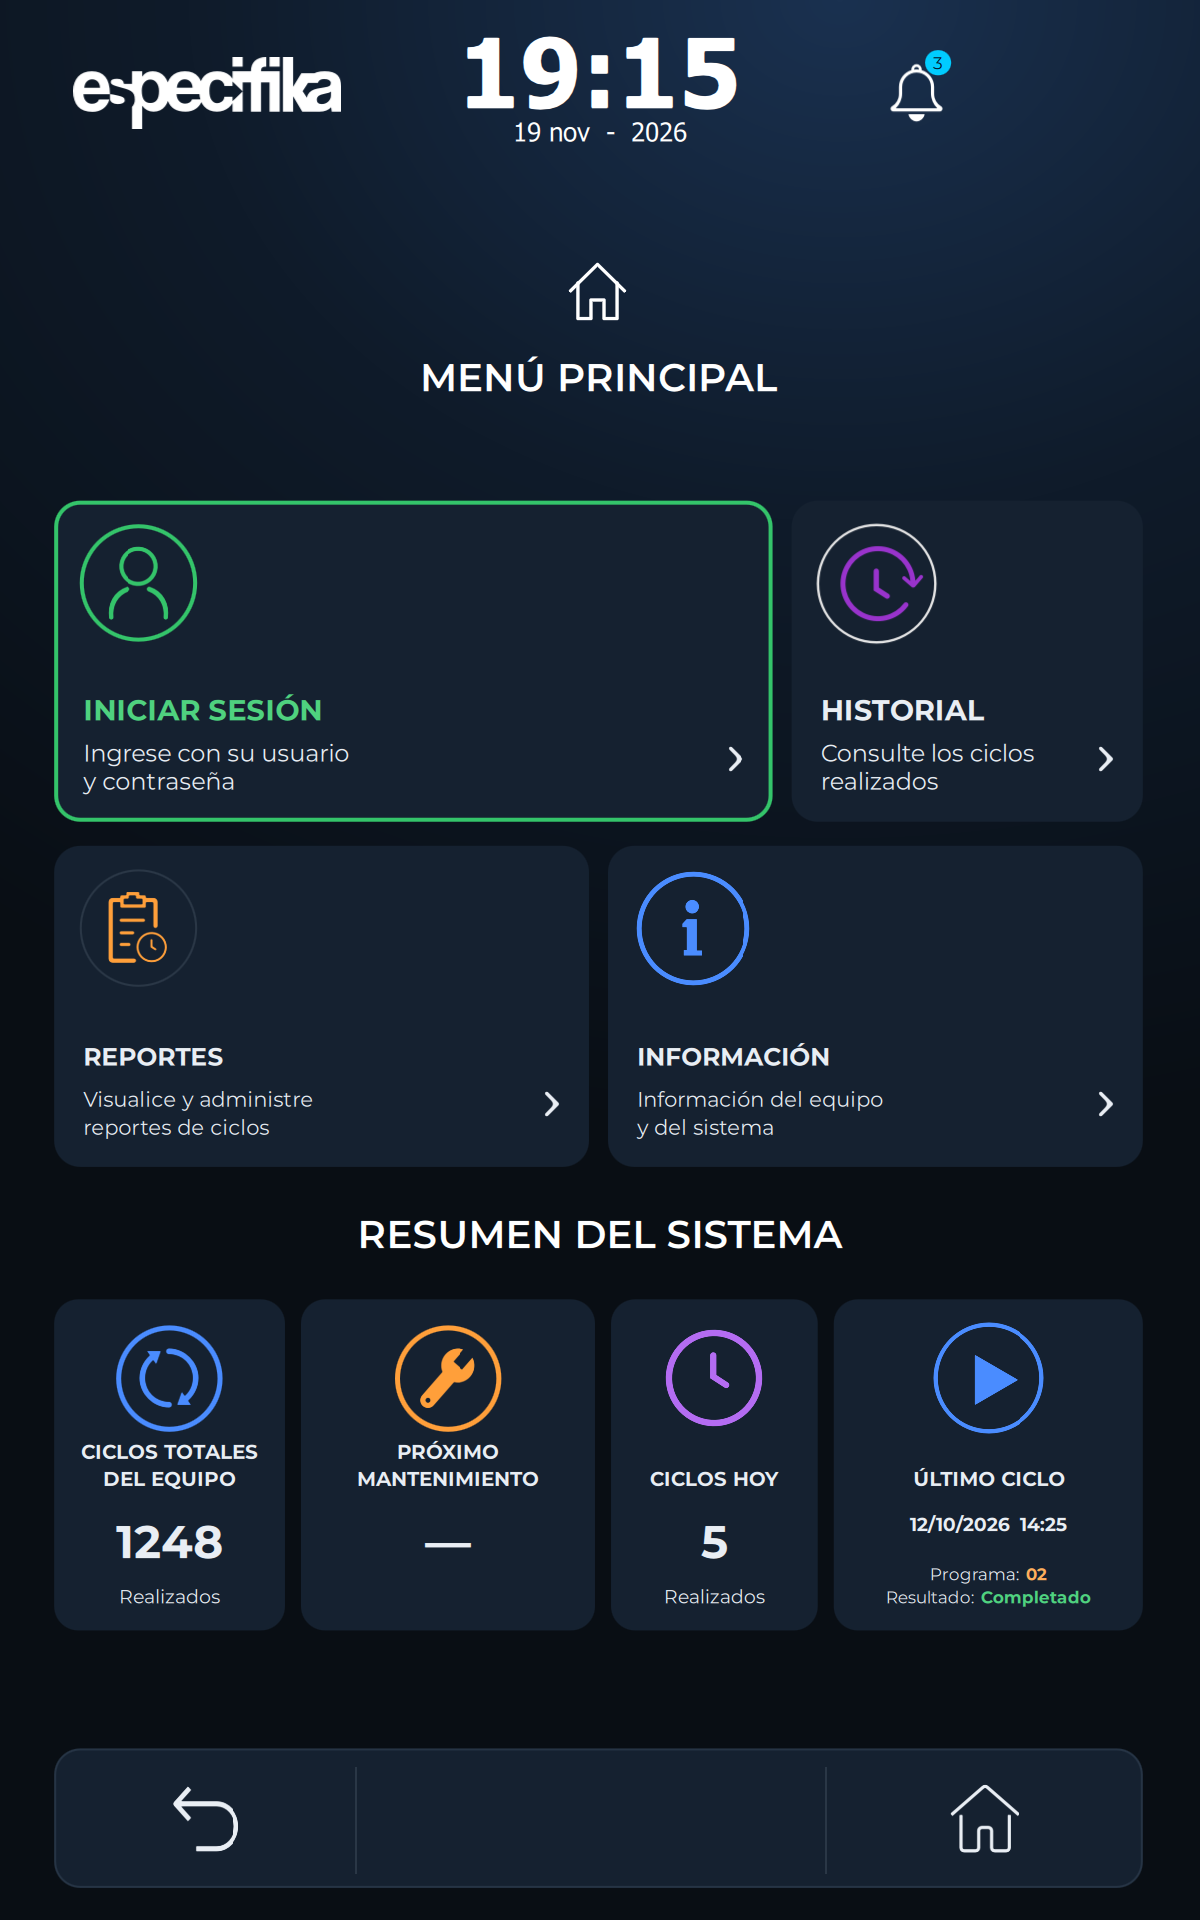 especifika
19:15
19 nov - 2026
3
MENÚ PRINCIPAL
INICIAR SESIÓN
Ingrese con su usuario
y contraseña
HISTORIAL
Consulte los ciclos
realizados
REPORTES
Visualice y administre
reportes de ciclos
INFORMACIÓN
Información del equipo
y del sistema
RESUMEN DEL SISTEMA
CICLOS TOTALES
DEL EQUIPO
1248
Realizados
PRÓXIMO
MANTENIMIENTO
—
CICLOS HOY
5
Realizados
ÚLTIMO CICLO
12/10/2026 14:25
Programa: 02
Resultado: Completado